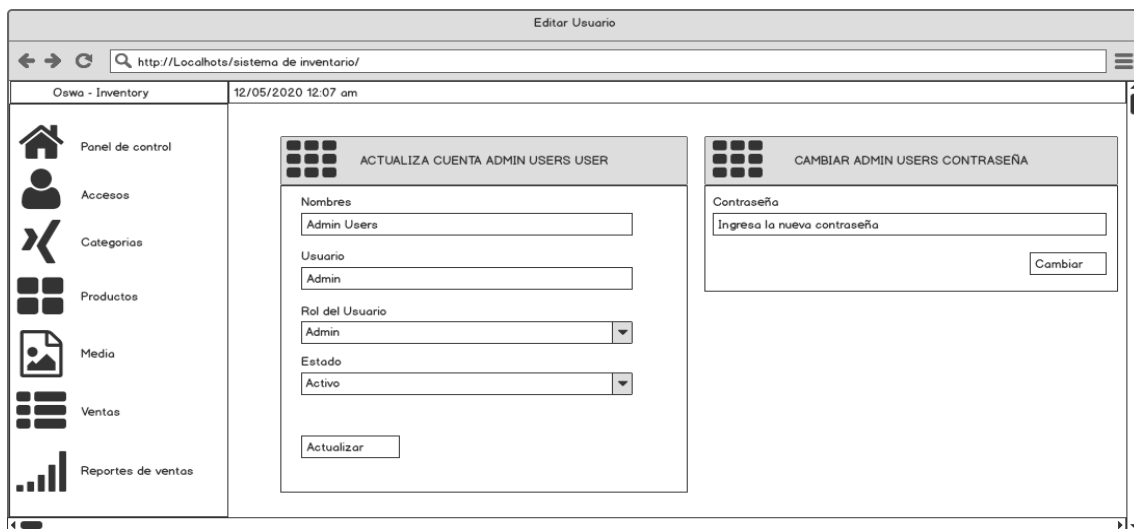 Editar Usuario
http://Localhots/sistema de inventario/
Oswa - Inventory
12/05/2020 12:07 am
Panel de control
Accesos
Categorias
Productos
Media
Ventas
Reportes de ventas
ACTUALIZA CUENTA ADMIN USERS USER
Nombres
Admin Users
Usuario
Admin
Rol del Usuario
Admin
Estado
Activo
Actualizar
CAMBIAR ADMIN USERS CONTRASEÑA
Contraseña
Ingresa la nueva contraseña
Cambiar